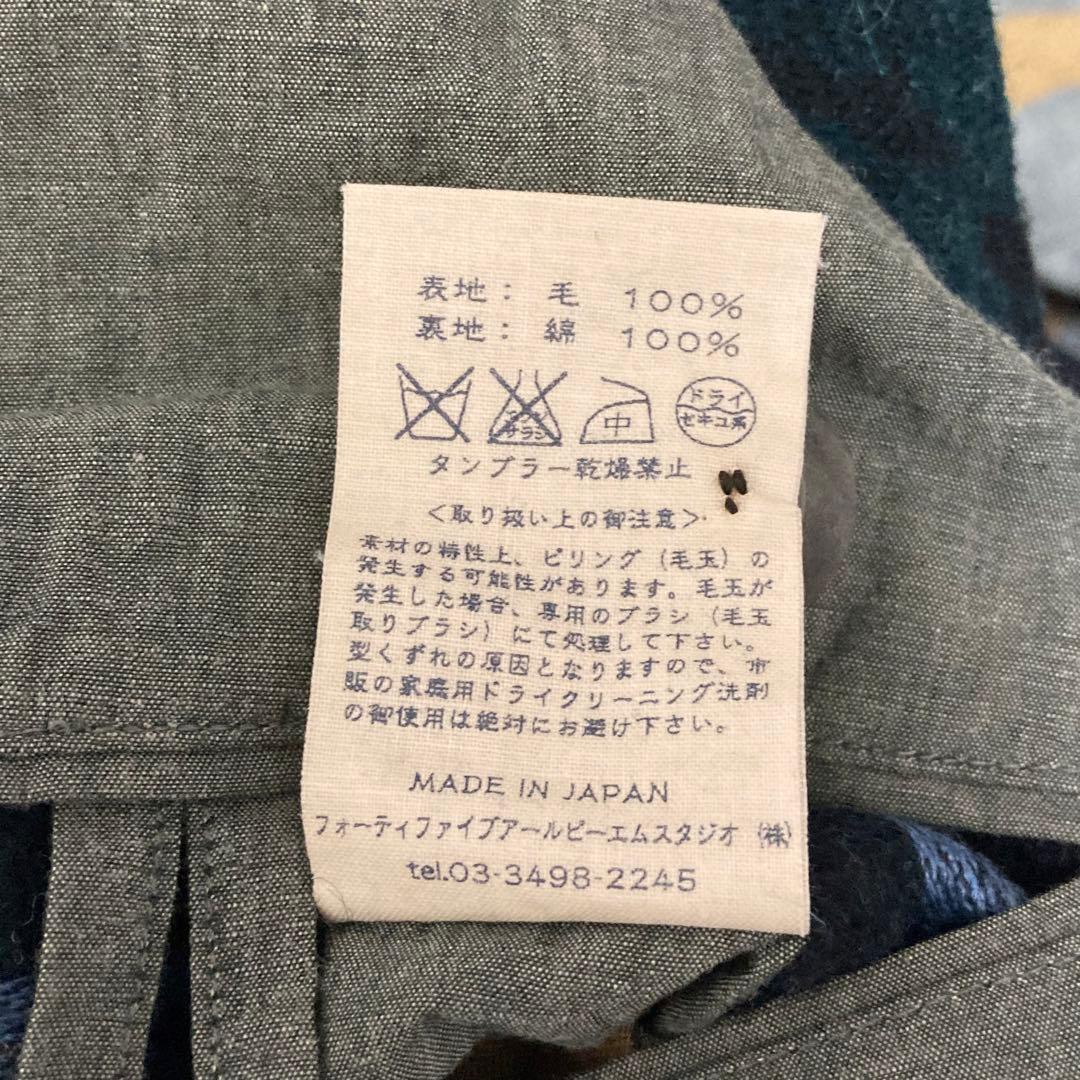 表地： 毛 100%
裏地： 綿 100%
エンソ サラシ 中 ドライ セキユ系
タンブラー乾燥禁止
＜取り扱い上の御注意＞
素材の特性上、ピリング（毛玉）の
発生する可能性があります。毛玉が
発生した場合、専用のブラシ（毛玉
取りブラシ）にて処理して下さい。
型くずれの原因となりますので、市
販の家庭用ドライクリーニング洗剤
の御使用は絶対にお避け下さい。
MADE IN JAPAN
フォーティファイブアールピーエムスタジオ（株）
tel.03-3498-2245